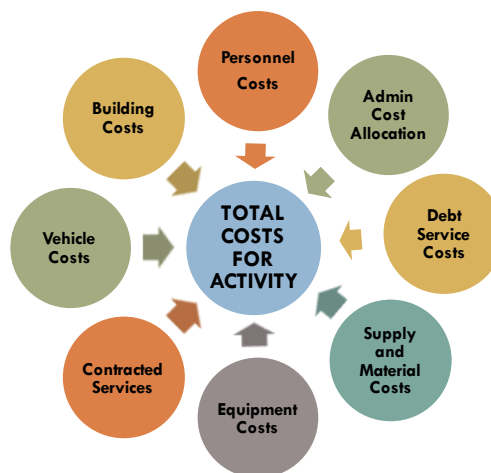 Personnel
Costs
Admin
Cost
Allocation
Debt
Service
Costs
Supply
and
Material
Costs
Equipment
Costs
Contracted
Services
Vehicle
Costs
Building
Costs
TOTAL
COSTS
FOR
ACTIVITY